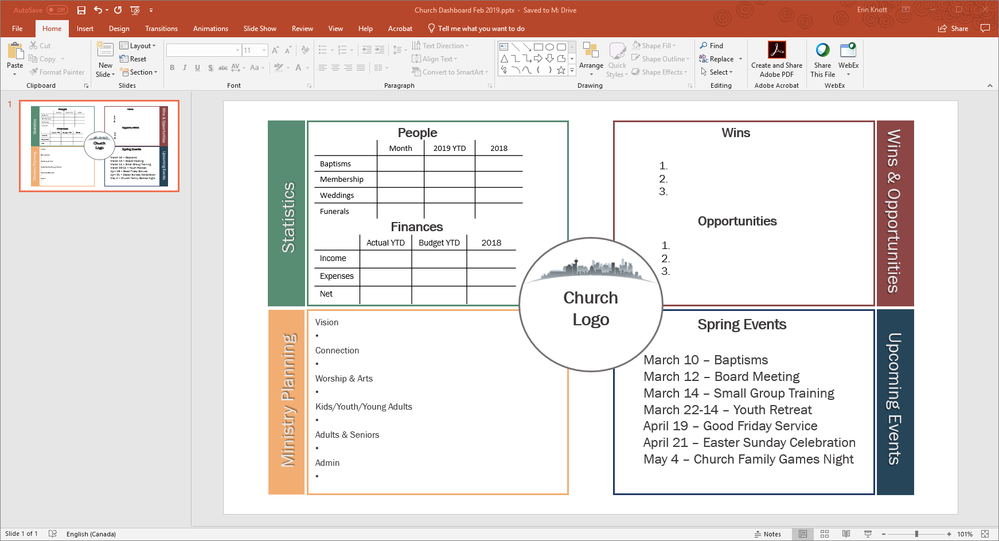 AutoSave Off
Church Dashboard Feb 2019.pptx - Saved to M: Drive
Erin Knott
File Home Insert Design Transitions Animations Slide Show Review View Help Acrobat Tell me what you want to do Share
Paste
Cut
Copy
Format Painter
Clipboard
New Slide
Layout
Reset
Section
Slides
11
B I U S abc AV Aa A
Font
Text Direction
Align Text
Convert to SmartArt
Paragraph
Arrange
Quick Styles
Shape Fill
Shape Outline
Shape Effects
Drawing
Find
Replace
Select
Editing
Create and Share
Adobe PDF
Adobe Acrobat
Share
This File
WebEx
WebEx
1
Statistics
People
Month 2019 YTD 2018
Baptisms
Membership
Weddings
Funerals
Finances
Actual YTD Budget YTD 2018
Income
Expenses
Net
Wins
1.
2.
3.
Opportunities
1.
2.
3.
Wins & Opportunities
Church
Logo
Ministry Planning
Vision
•
Connection
•
Worship & Arts
•
Kids/Youth/Young Adults
•
Adults & Seniors
•
Admin
•
Spring Events
March 10 – Baptisms
March 12 – Board Meeting
March 14 – Small Group Training
March 22-14 – Youth Retreat
April 19 – Good Friday Service
April 21 – Easter Sunday Celebration
May 4 – Church Family Games Night
Upcoming Events
Slide 1 of 1 English (Canada) Notes 101%